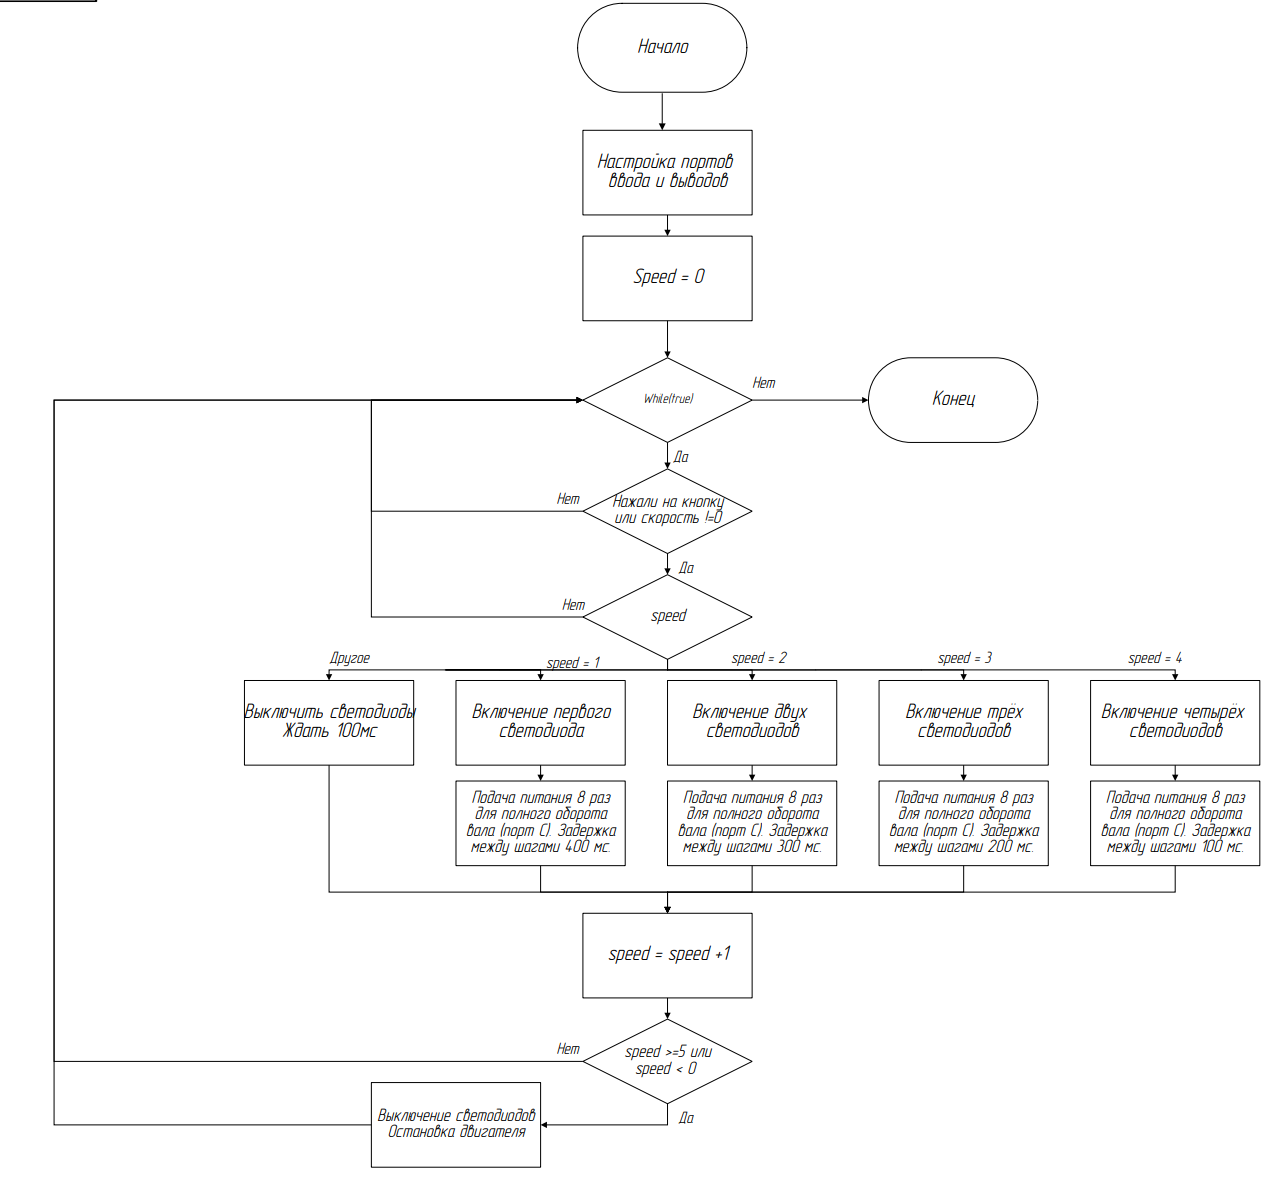 Начало
Настройка портов
ввода и выводов
Speed = 0
While(true)
Нет
Конец
Да
Нет
Нажали на кнопку
или скорость !=0
Да
Нет
speed
Другое
speed = 1
speed = 2
speed = 3
speed = 4
Выключить светодиоды
Ждать 100мс
Включение первого
светодиода
Включение двух
светодиодов
Включение трёх
светодиодов
Включение четырёх
светодиодов
Подача питания 8 раз
для полного оборота
вала (порт С). Задержка
между шагами 400 мс.
Подача питания 8 раз
для полного оборота
вала (порт С). Задержка
между шагами 300 мс.
Подача питания 8 раз
для полного оборота
вала (порт С). Задержка
между шагами 200 мс.
Подача питания 8 раз
для полного оборота
вала (порт С). Задержка
между шагами 100 мс.
speed = speed +1
Нет
speed >=5 или
speed < 0
Да
Выключение светодиодов
Остановка двигателя